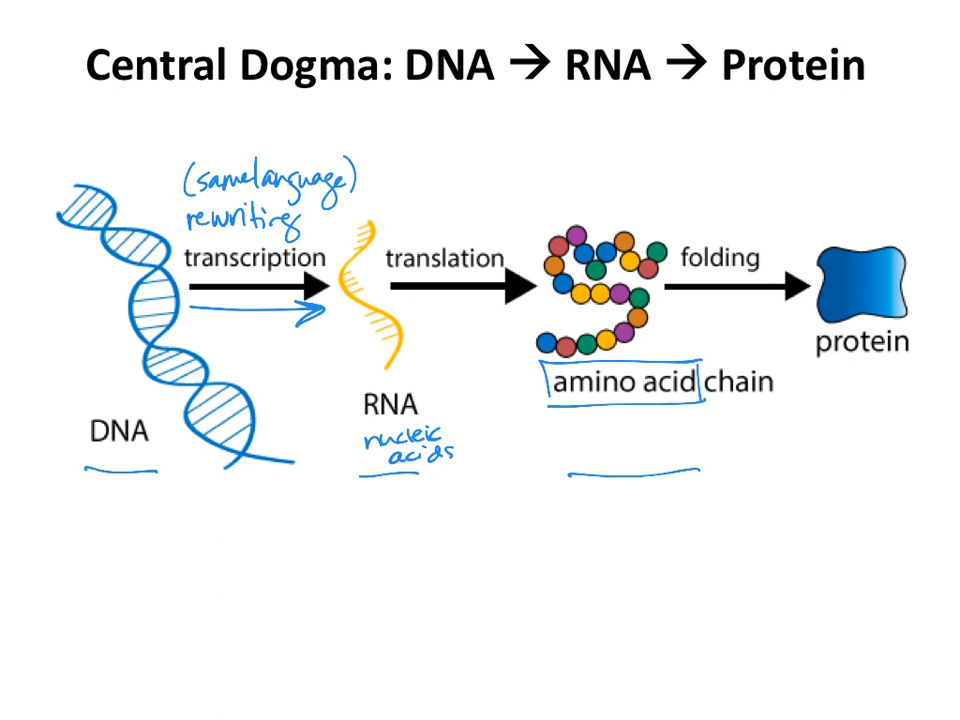 Central Dogma: DNA → RNA → Protein
(same language)
rewriting
transcription
translation
folding
protein
amino acid chain
RNA
nucleic
acids
DNA